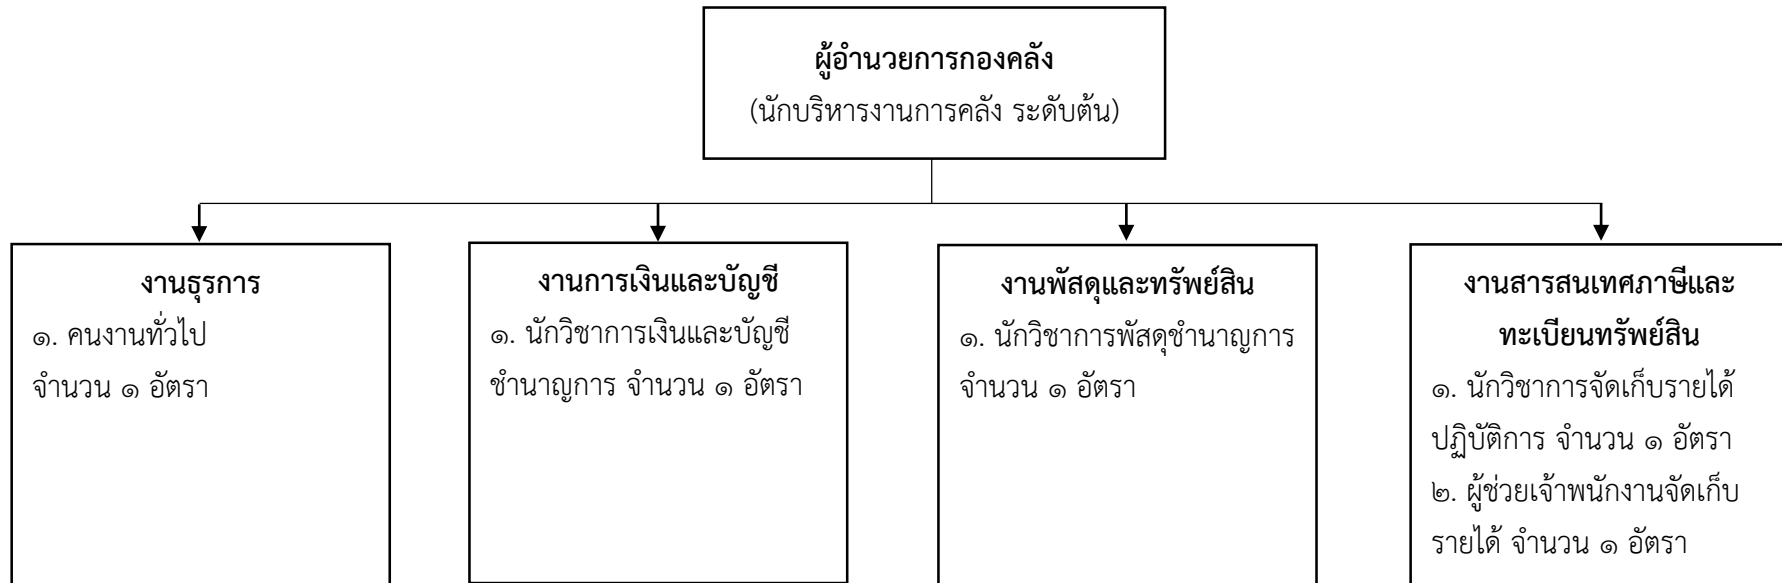 ผู้อำนวยการกองคลัง
(นักบริหารงานการคลัง ระดับต้น)
งานธุรการ
๑. คนงานทั่วไป
จำนวน ๑ อัตรา
งานการเงินและบัญชี
๑. นักวิชาการเงินและบัญชี
ชำนาญการ จำนวน ๑ อัตรา
งานพัสดุและทรัพย์สิน
๑. นักวิชาการพัสดุชำนาญการ
จำนวน ๑ อัตรา
งานสารสนเทศภาษีและ
ทะเบียนทรัพย์สิน
๑. นักวิชาการจัดเก็บรายได้
ปฏิบัติการ จำนวน ๑ อัตรา
๒. ผู้ช่วยเจ้าพนักงานจัดเก็บ
รายได้ จำนวน ๑ อัตรา